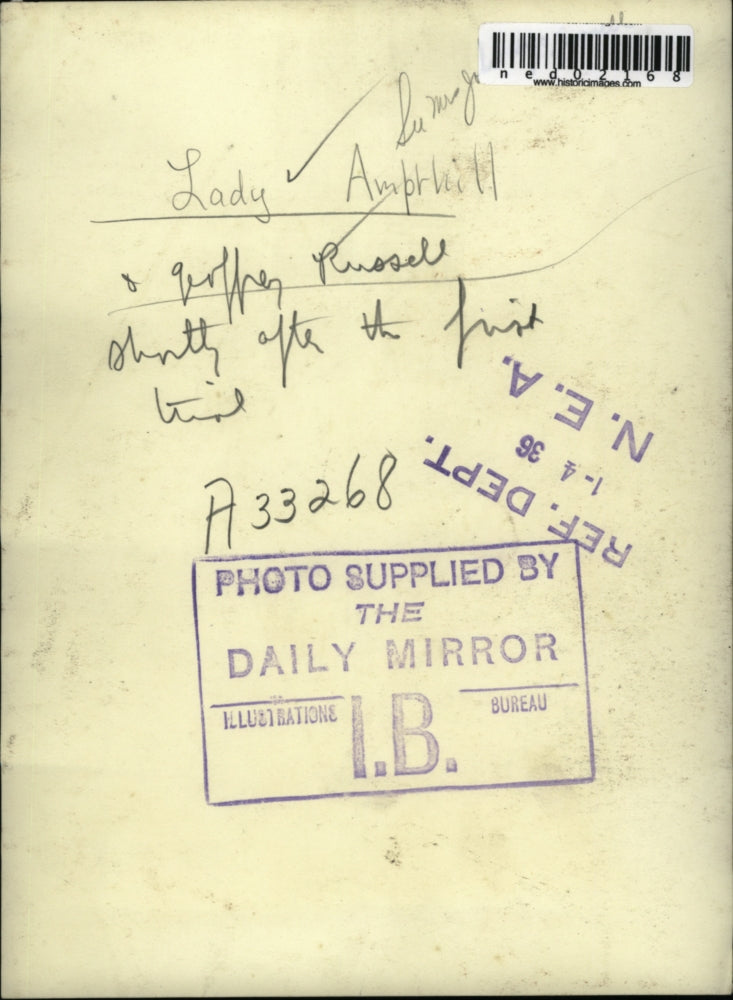 ned02168
www.historicimages.com
Lady Ampthill
& Geoffrey Russell
shortly after the first
trial
N. E. A.
1-4 36
REF. DEPT.
A33268
PHOTO SUPPLIED BY
THE
DAILY MIRROR
ILLUSTRATIONS
I.B.
BUREAU